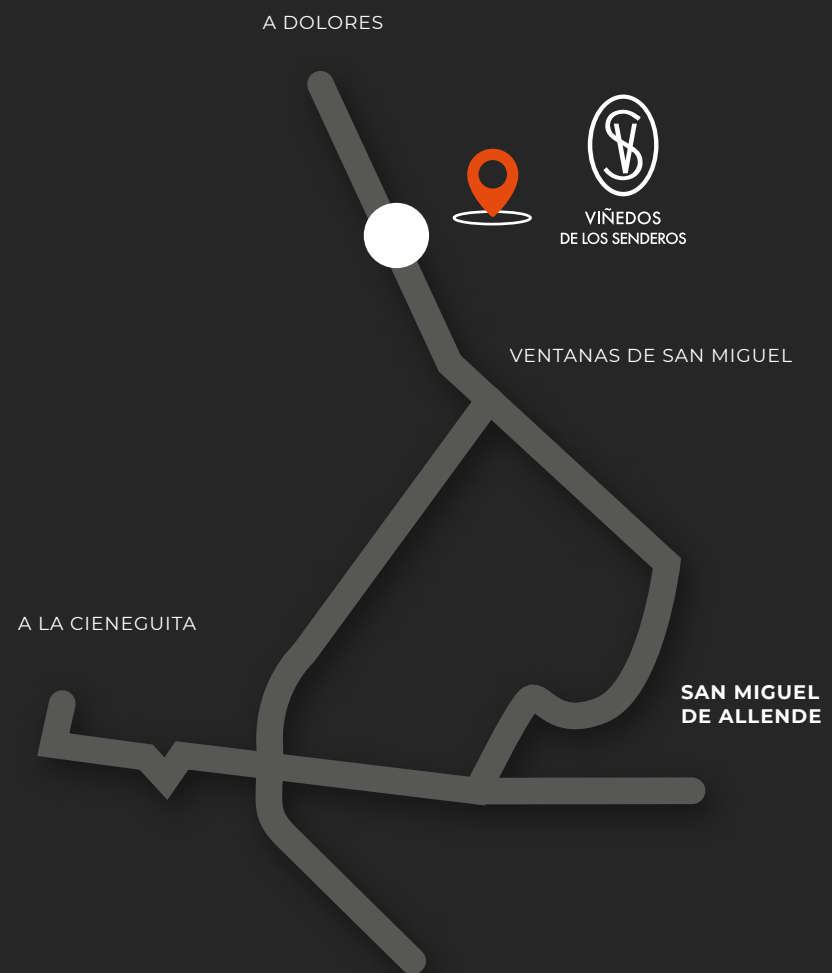 A DOLORES
VIÑEDOS
DE LOS SENDEROS
VENTANAS DE SAN MIGUEL
A LA CIENEGUITA
SAN MIGUEL
DE ALLENDE